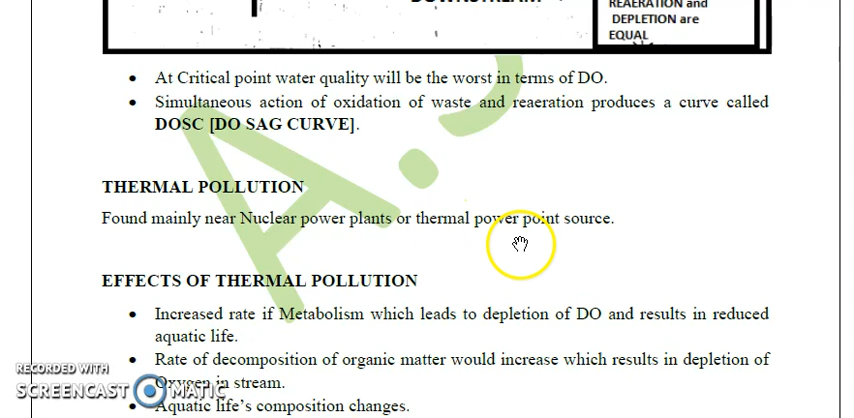 DOWNSTREAM
REAERATION and
DEPLETION are
EQUAL
• At Critical point water quality will be the worst in terms of DO.
• Simultaneous action of oxidation of waste and reaeration produces a curve called
DOSC [DO SAG CURVE].
THERMAL POLLUTION
Found mainly near Nuclear power plants or thermal power point source.
EFFECTS OF THERMAL POLLUTION
• Increased rate if Metabolism which leads to depletion of DO and results in reduced
aquatic life.
• Rate of decomposition of organic matter would increase which results in depletion of
Oxygen in stream.
• Aquatic life's composition changes.
RECORDED WITH
SCREENCAST MATIC